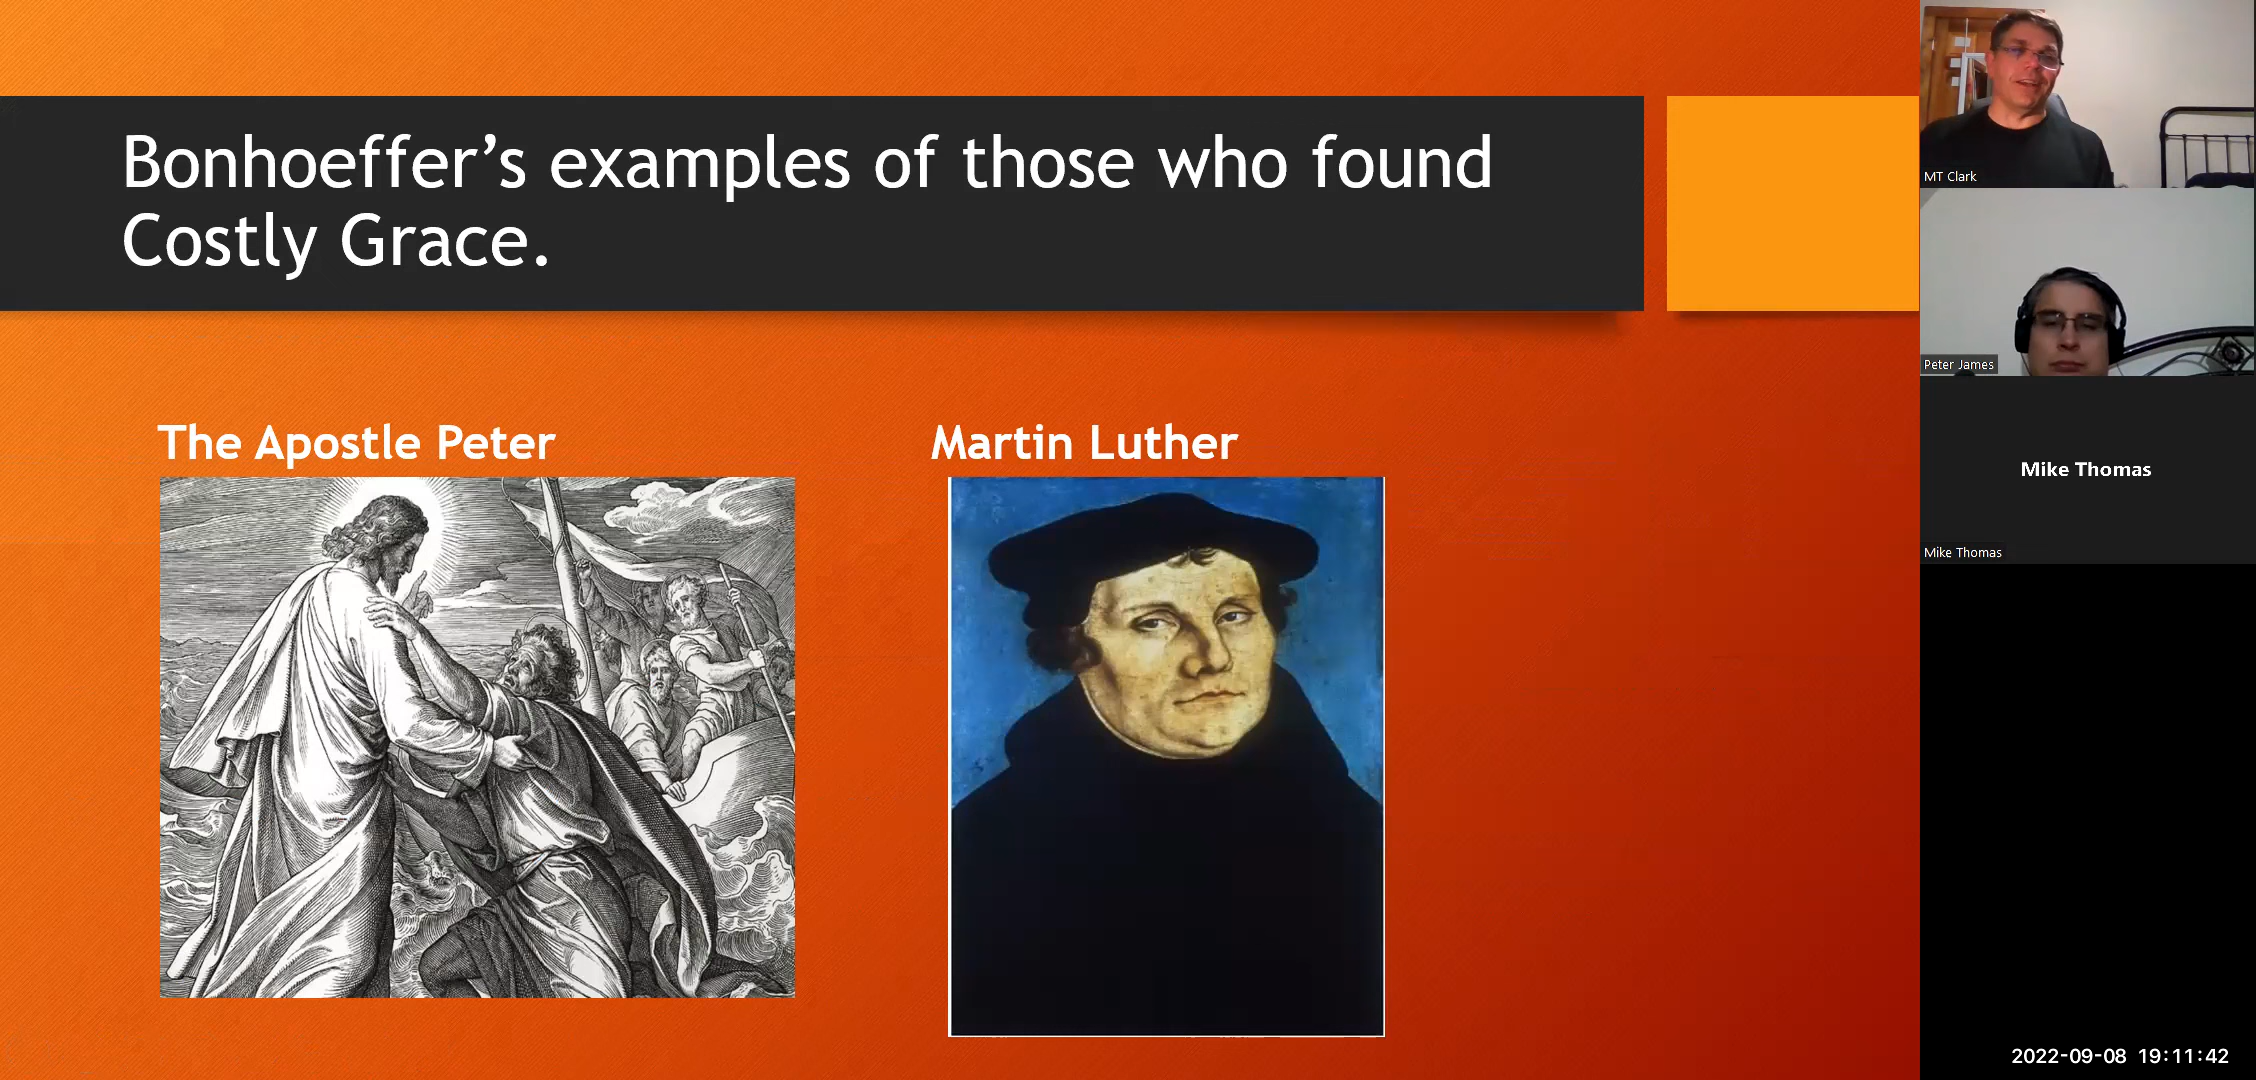 Bonhoeffer’s examples of those who found
Costly Grace.
The Apostle Peter
Martin Luther
MT Clark
Peter James
Mike Thomas
Mike Thomas
2022-09-08 19:11:42